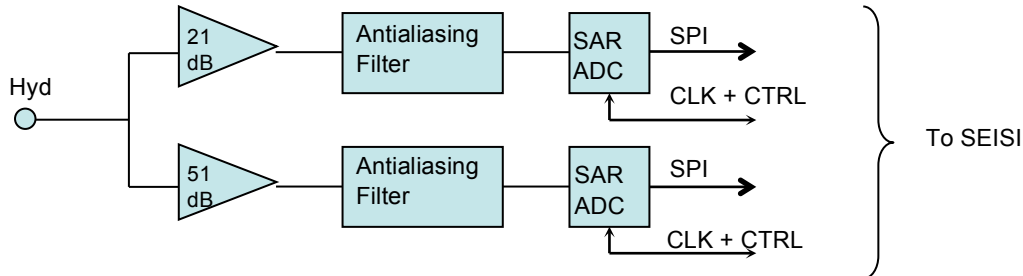 21
dB
Antialiasing
Filter
SAR
ADC
SPI
CLK + CTRL
Hyd
To SEISI
51
dB
Antialiasing
Filter
SAR
ADC
SPI
CLK + CTRL